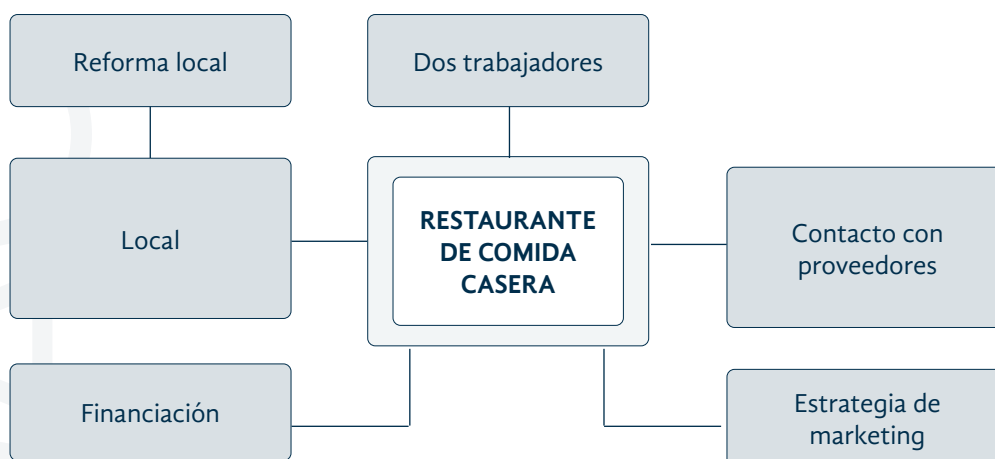 Reforma local
Dos trabajadores
Local
RESTAURANTE
DE COMIDA
CASERA
Contacto con
proveedores
Financiación
Estrategia de
marketing